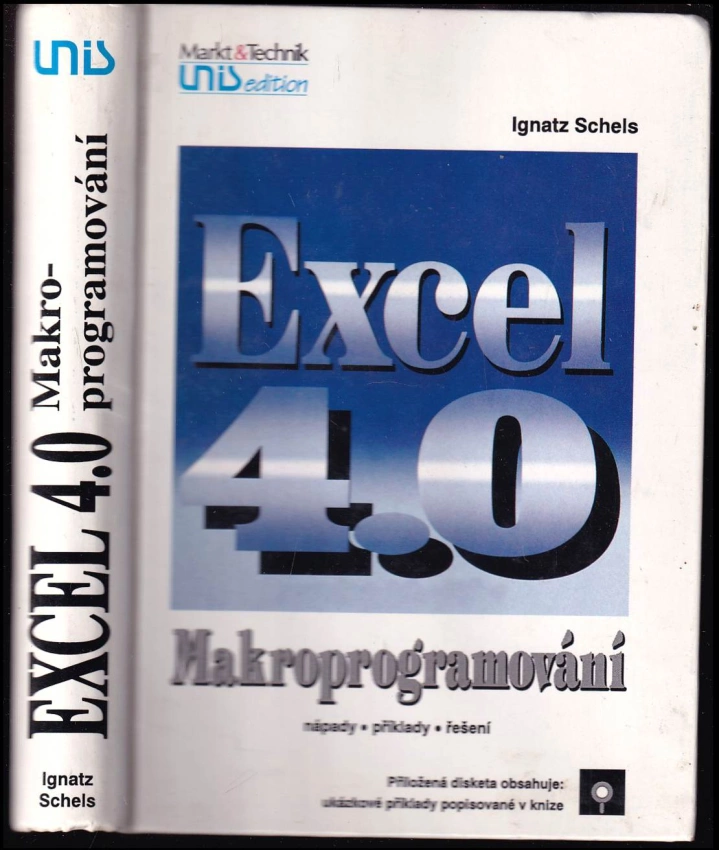 UNIS
EXCEL 4.0
Makro-
programování
Ignatz
Schels
Markt&Technik
UNIS edition
Ignatz Schels
Excel
4.0
Makroprogramování
nápady • příklady • řešení
Přiložená disketa obsahuje:
ukázkové příklady popisované v knize